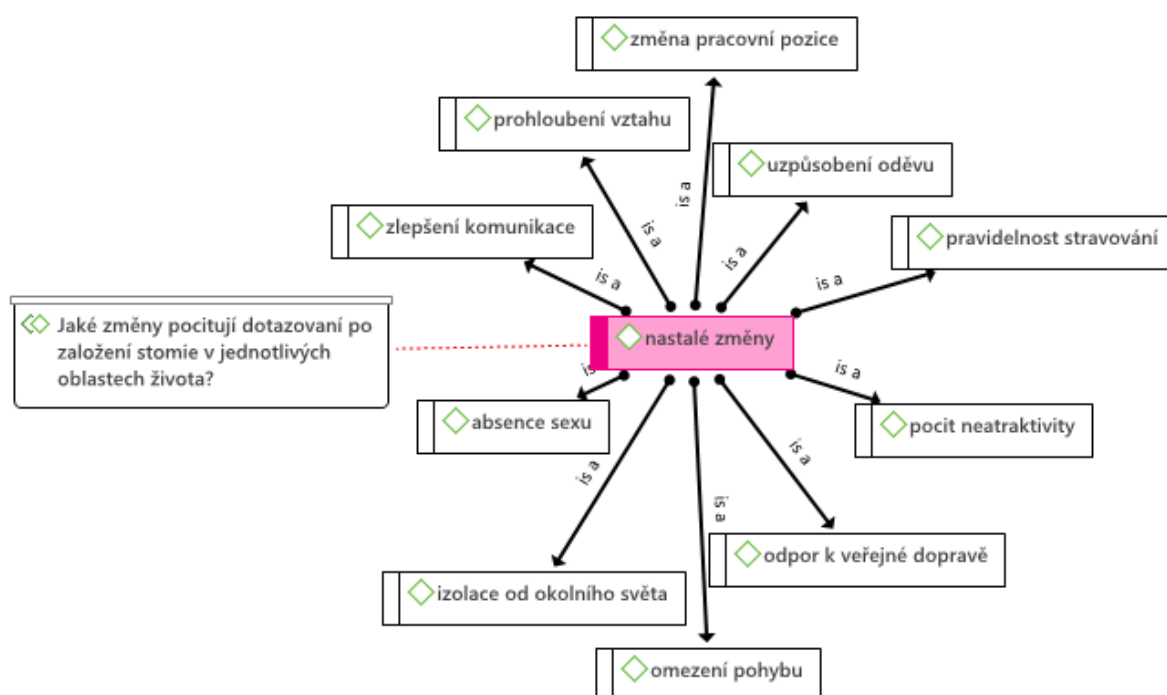 změna pracovní pozice
prohloubení vztahu
uzpůsobení oděvu
is a
zlepšení komunikace
is a
pravidelnost stravování
is a
is a
is a
Jaké změny pocitují dotazovaní po
založení stomie v jednotlivých
oblastech života?
nastalé změny
is a
absence sexu
pocit neatraktivity
is a
is a
is a
odpor k veřejné dopravě
izolace od okolního světa
omezení pohybu